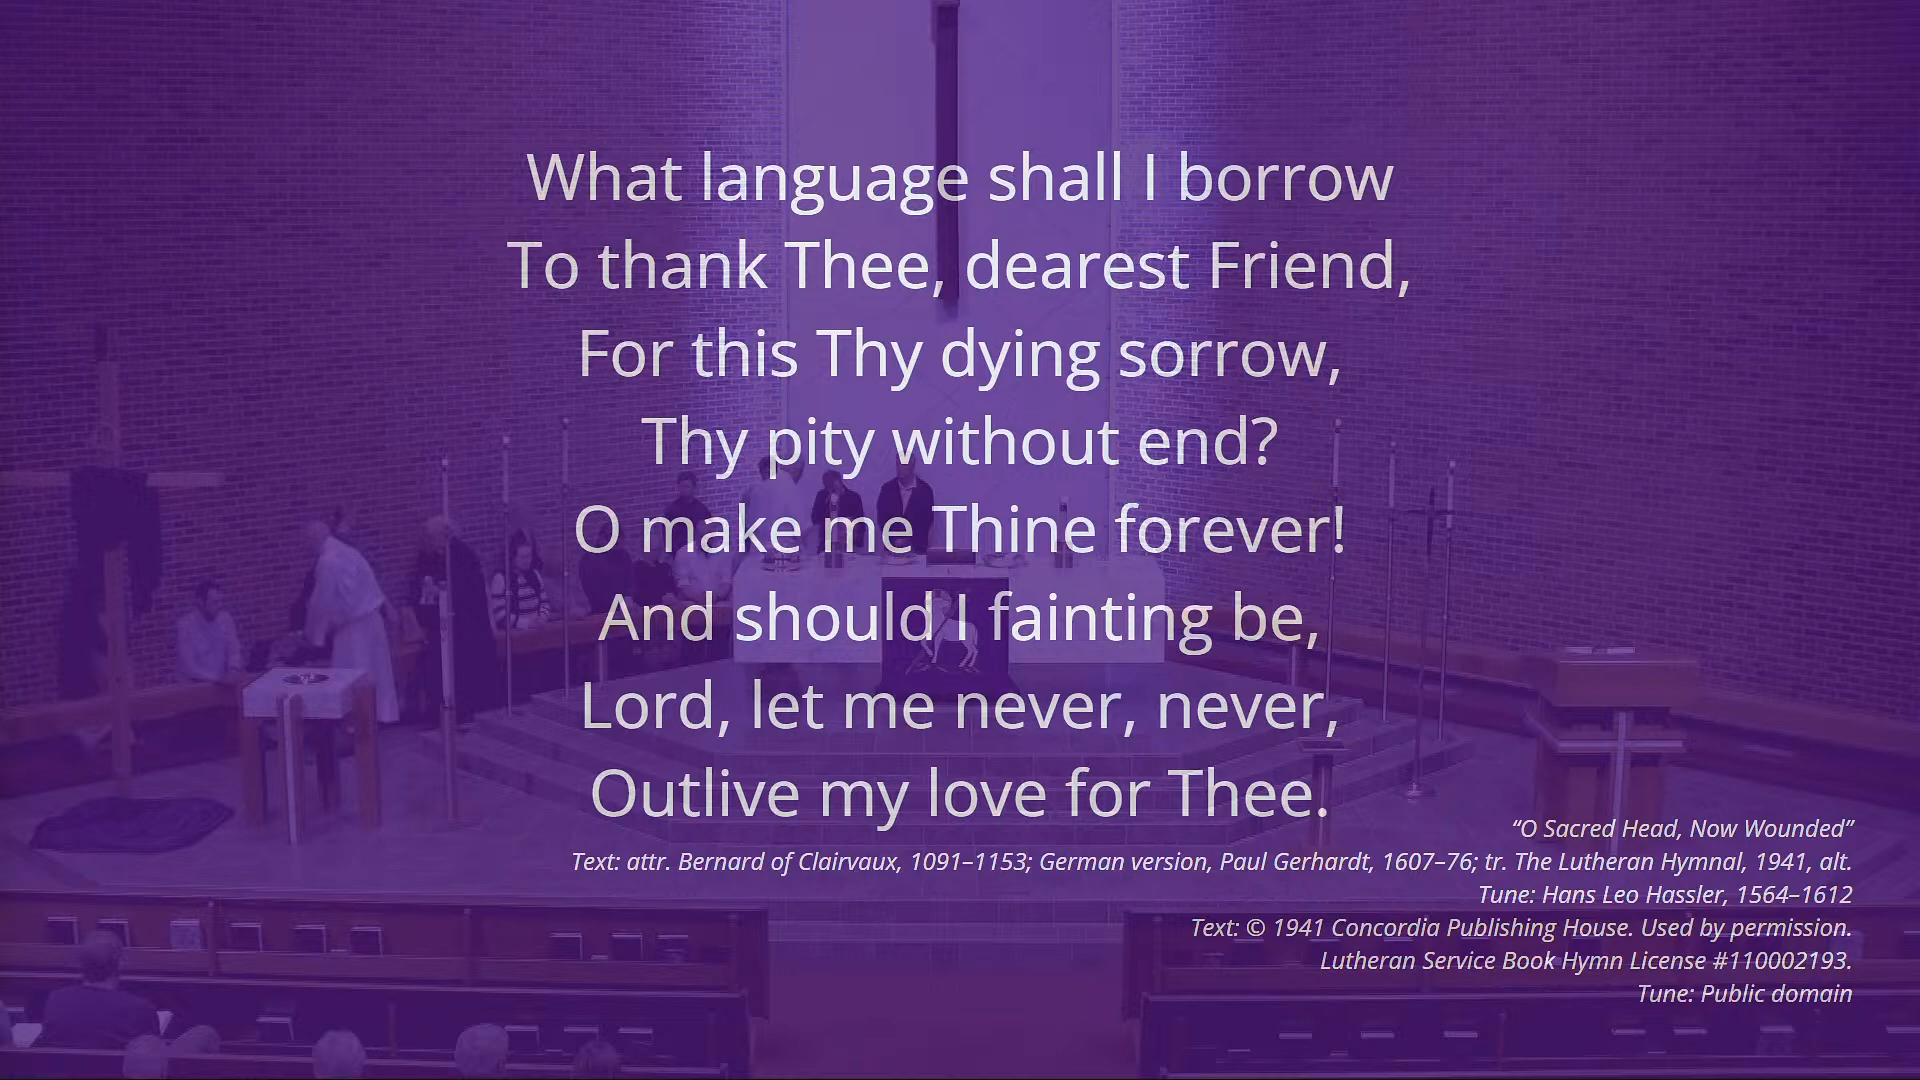 What language shall I borrow
To thank Thee, dearest Friend,
For this Thy dying sorrow,
Thy pity without end?
O make me Thine forever!
And should I fainting be,
Lord, let me never, never,
Outlive my love for Thee.
“O Sacred Head, Now Wounded”
Text: attr. Bernard of Clairvaux, 1091–1153; German version, Paul Gerhardt, 1607–76; tr. The Lutheran Hymnal, 1941, alt.
Tune: Hans Leo Hassler, 1564–1612
Text: © 1941 Concordia Publishing House. Used by permission.
Lutheran Service Book Hymn License #110002193.
Tune: Public domain